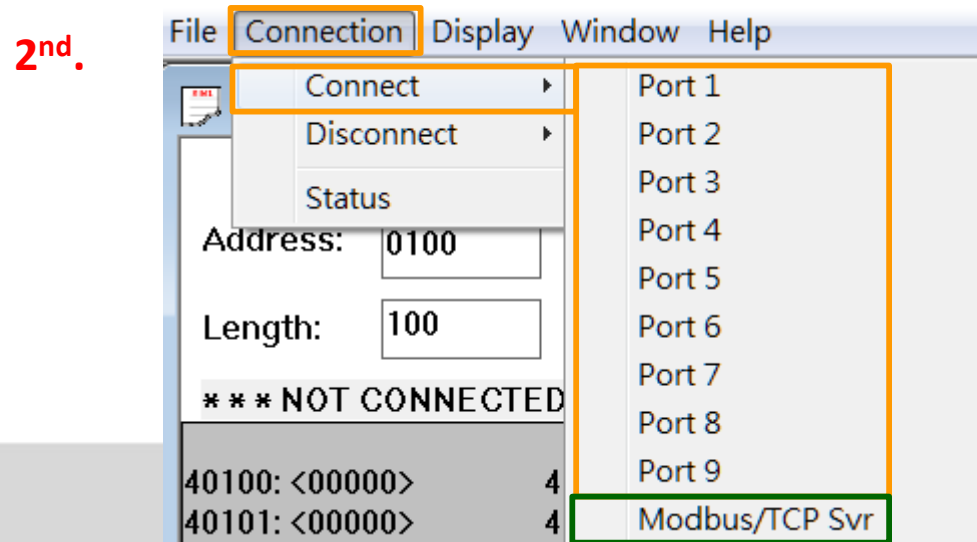 2nd.
File Connection Display Window Help
Connect
Disconnect
Status
Port 1
Port 2
Port 3
Port 4
Port 5
Port 6
Port 7
Port 8
Port 9
Modbus/TCP Svr
Address: 0100
Length: 100
*** NOT CONNECTED
40100: <00000> 4
40101: <00000> 4